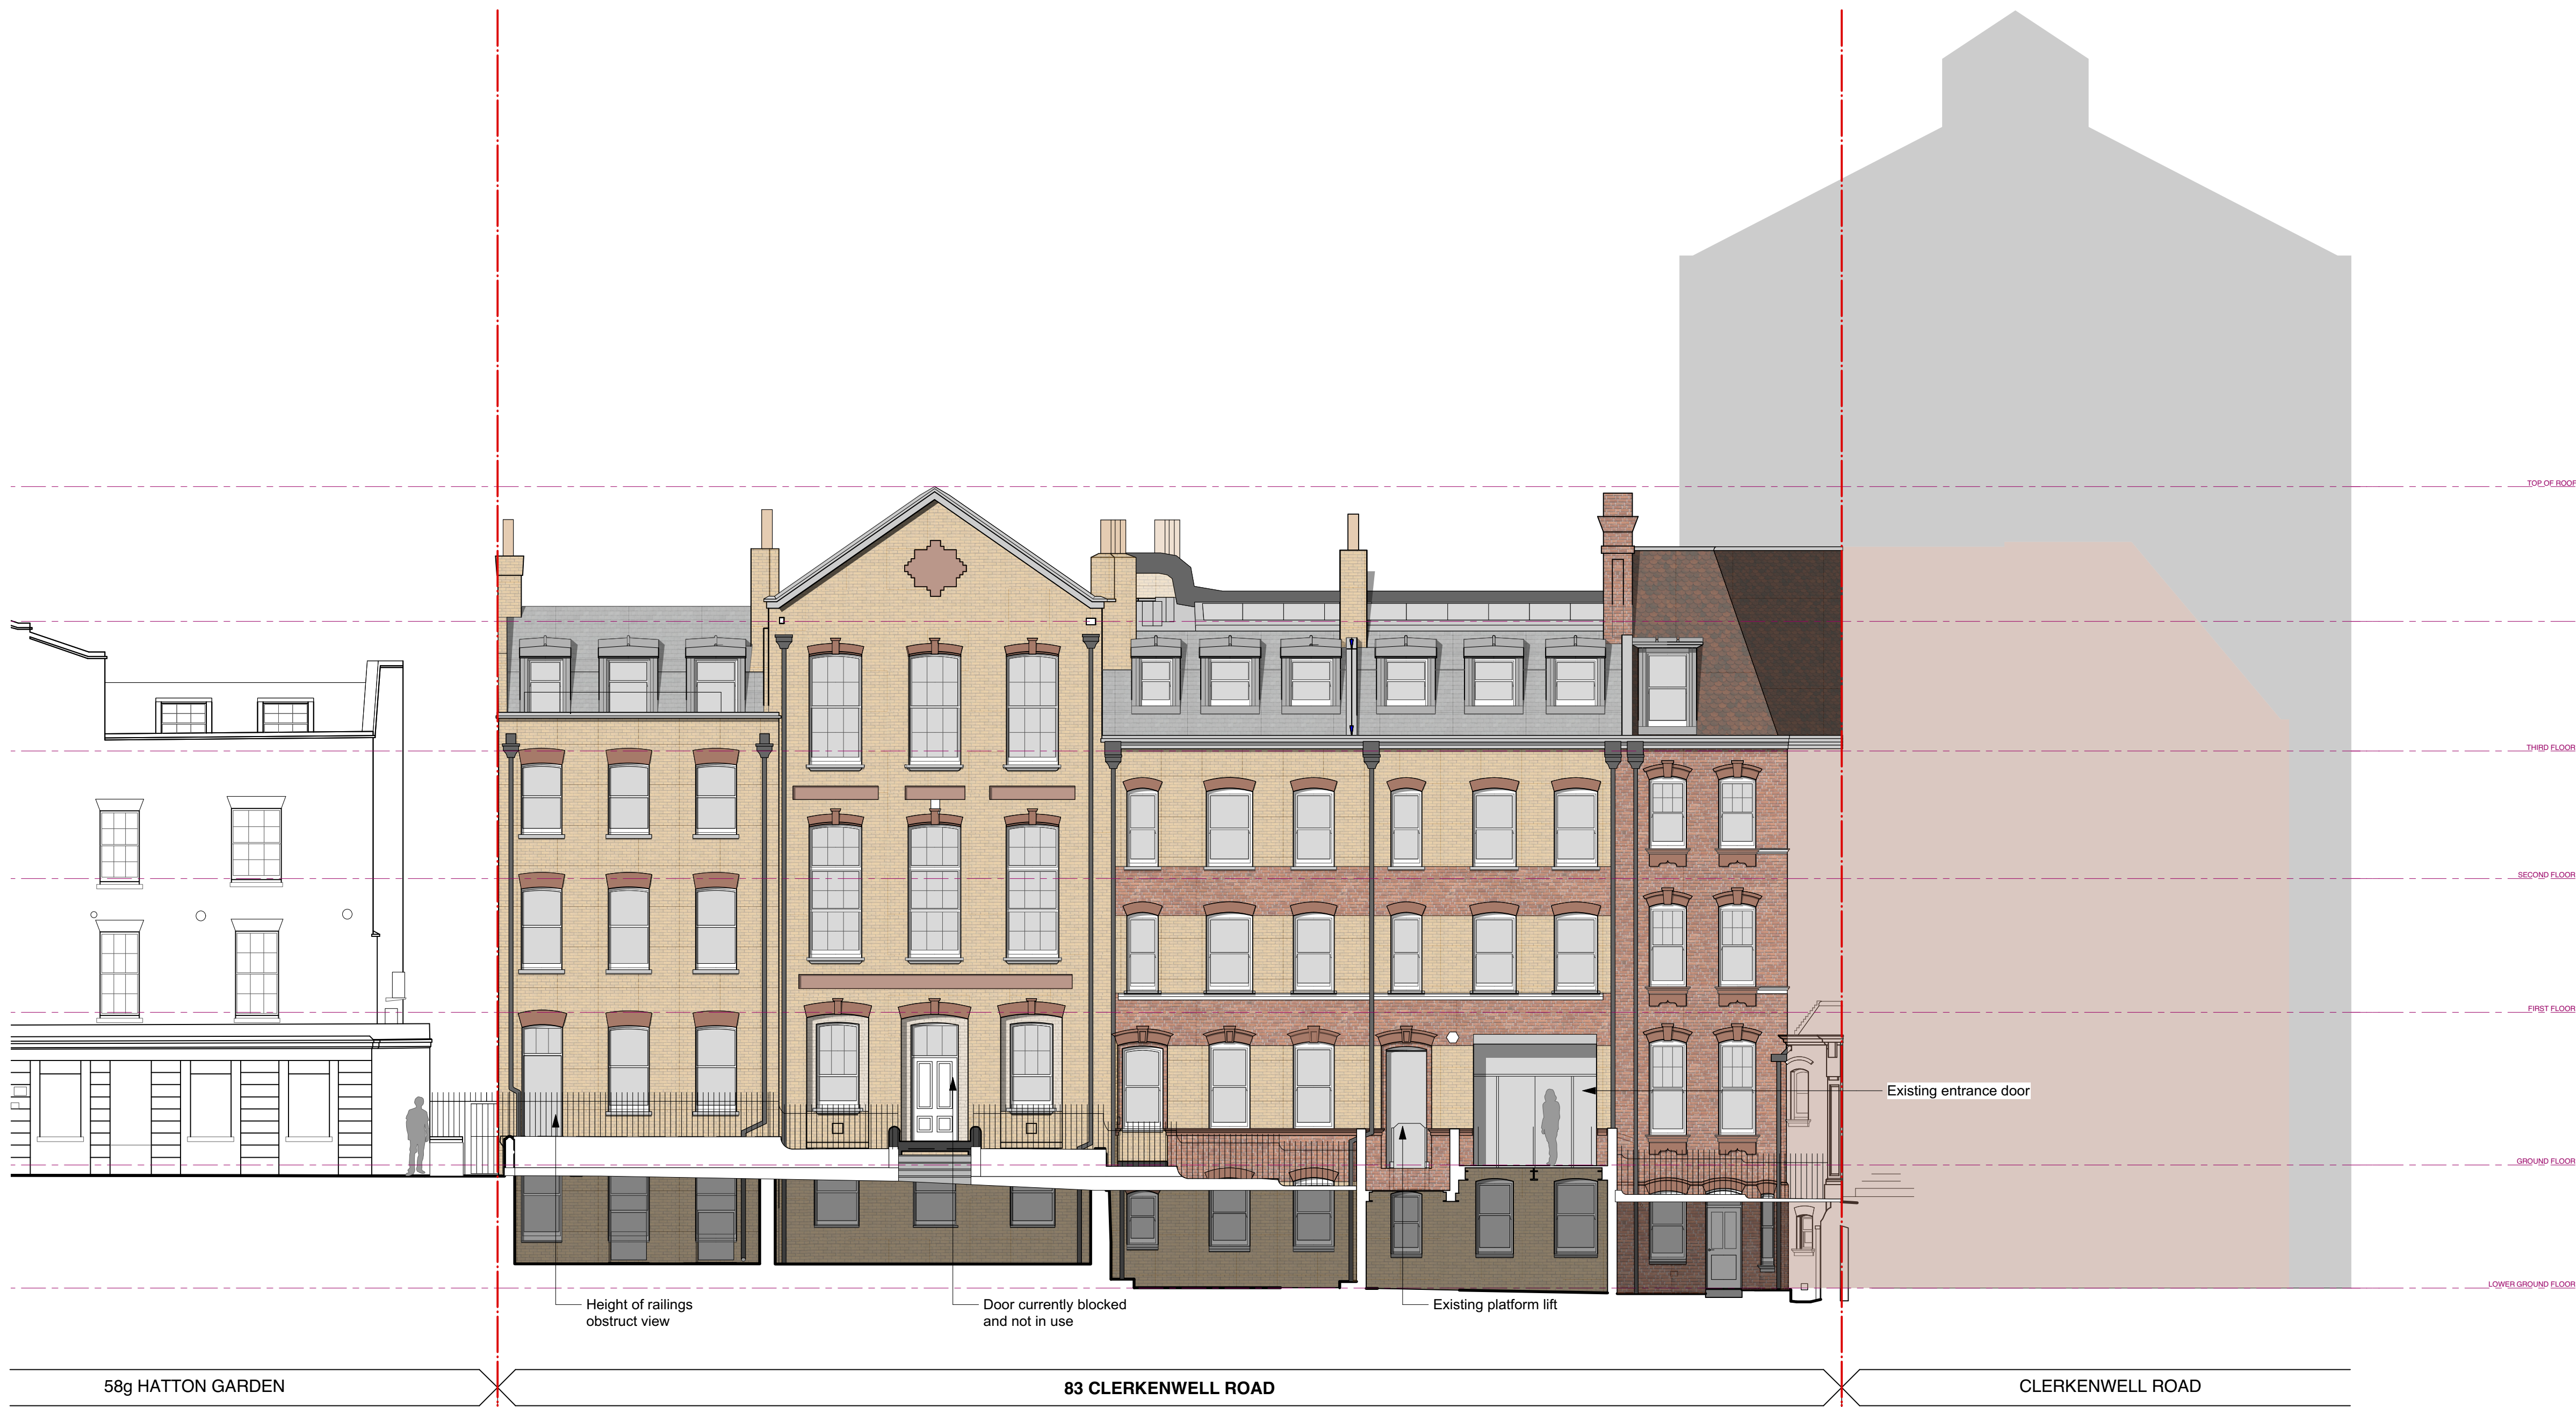 TOP OF ROOF
THIRD FLOOR
SECOND FLOOR
FIRST FLOOR
Existing entrance door
GROUND FLOOR
LOWER GROUND FLOOR
Height of railings
obstruct view
Door currently blocked
and not in use
Existing platform lift
58g HATTON GARDEN
83 CLERKENWELL ROAD
CLERKENWELL ROAD